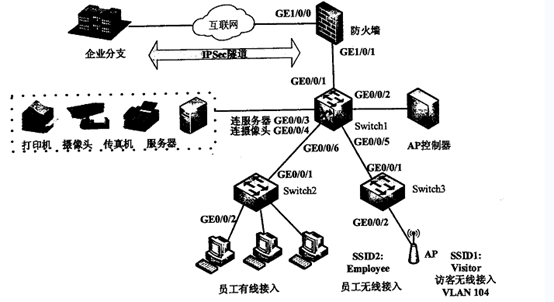 GE1/0/0
互联网
防火墙
企业分支
IPSec隧道
GE1/0/1
GE0/0/1
GE0/0/2
连服务器 GE0/0/3
连摄像头 GE0/0/4
Switch1
AP控制器
打印机 摄像头 传真机 服务器
GE0/0/6
GE0/0/5
GE0/0/1
Switch2
GE0/0/1
Switch3
GE0/0/2
GE0/0/2
SSID2:
Employee
员工无线接入
AP
SSID1:
Visitor
访客无线接入
VLAN 104
员工有线接入